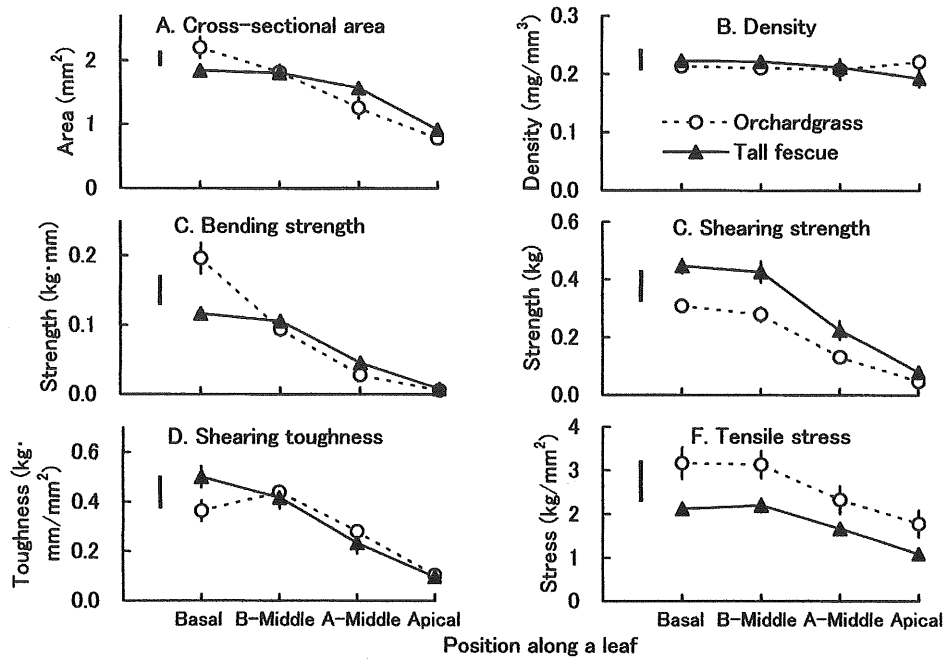 A. Cross-sectional area
Area (mm²)
2
1
0
B. Density
Density (mg/mm³)
0.3
0.2
0.1
0.0
Orchardgrass
Tall fescue
C. Bending strength
Strength (kg·mm)
0.2
0.1
0.0
C. Shearing strength
Strength (kg)
0.6
0.4
0.2
0.0
D. Shearing toughness
Toughness (kg·
mm/mm²)
0.6
0.4
0.2
0
F. Tensile stress
Stress (kg/mm²)
4
3
2
1
0
Basal B-Middle A-Middle Apical
Basal B-Middle A-Middle Apical
Position along a leaf